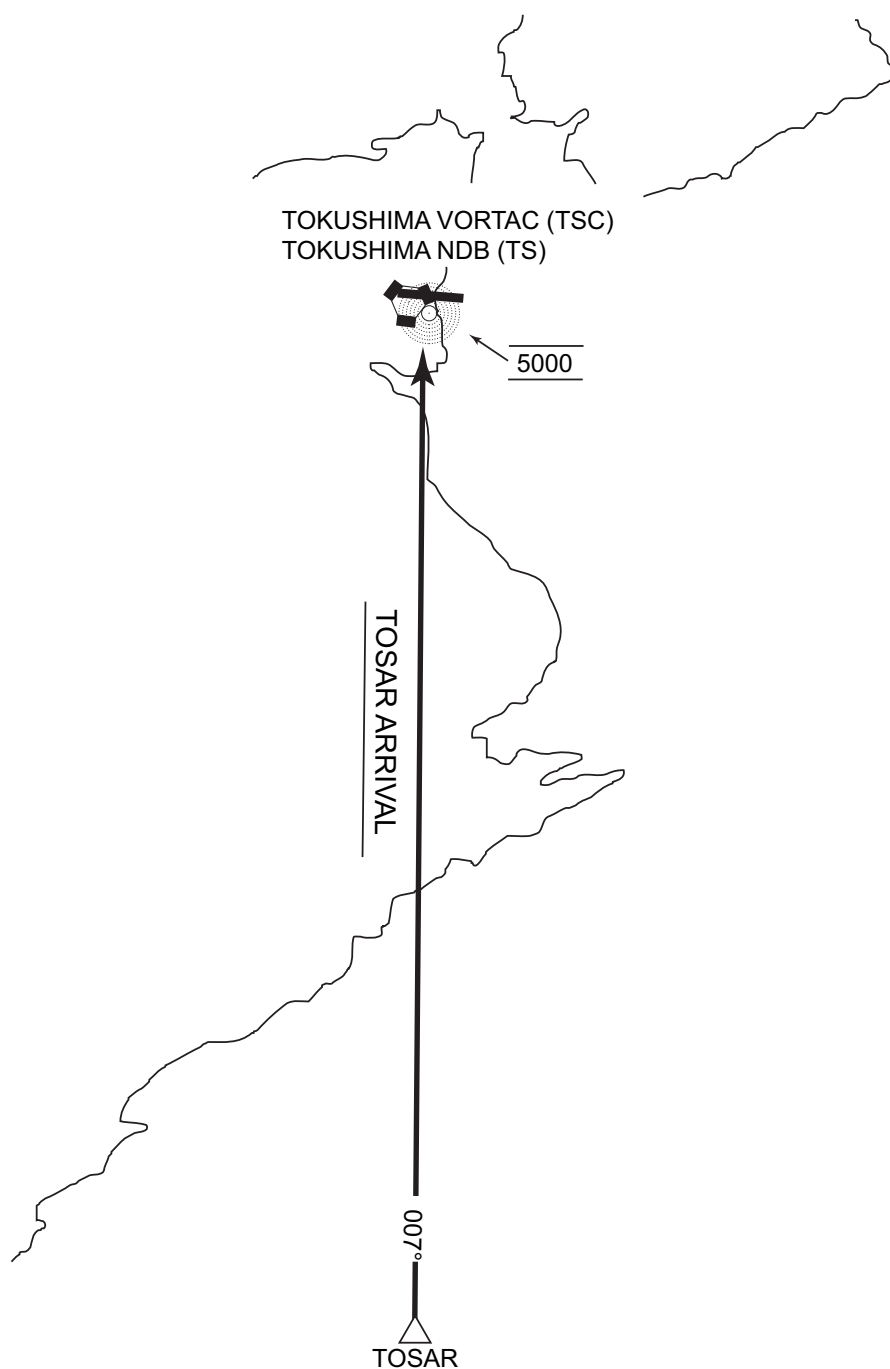 TOKUSHIMA VORTAC (TSC)
TOKUSHIMA NDB (TS)
5000
TOSAR ARRIVAL
007°
TOSAR